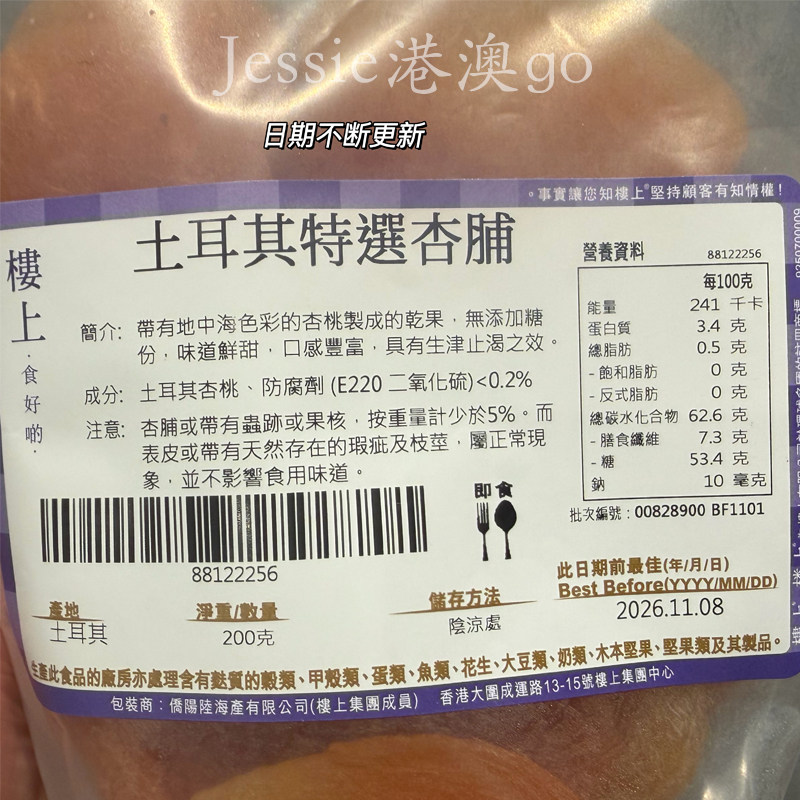 Jessie港澳go
日期不断更新
。事實讓您知樓上®堅持顧客有知情權!
樓上
·食好啲·
土耳其特選杏脯
簡介: 帶有地中海色彩的杏桃製成的乾果，無添加糖
份，味道鮮甜，口感豐富，具有生津止渴之效。
成分: 土耳其杏桃、防腐劑 (E220 二氧化硫)<0.2%
注意: 杏脯或帶有蟲跡或果核，按重量計少於5%。而
表皮或帶有天然存在的瑕疵及枝莖，屬正常現
象，並不影響食用味道。
營養資料 88122256
每100克
能量 241 千卡
蛋白質 3.4 克
總脂肪 0.5 克
- 飽和脂肪 0 克
- 反式脂肪 0 克
總碳水化合物 62.6 克
- 膳食纖維 7.3 克
- 糖 53.4 克
鈉 10 毫克
批次編號：00828900 BF1101
88122256
即食
產地
土耳其
淨重/數量
200克
儲存方法
陰涼處
此日期前最佳(年/月/日)
Best Before(YYYY/MM/DD)
2026.11.08
生產此食品的廠房亦處理含有麩質的穀類、甲殼類、蛋類、魚類、花生、大豆類、奶類、木本堅果、堅果類及其製品。
包裝商：僑陽陸海產有限公司(樓上集團成員) 香港大圍成運路13-15號樓上集團中心